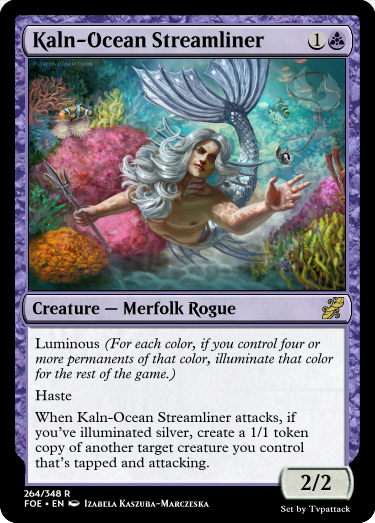 Kaln-Ocean Streamliner 1
Creature — Merfolk Rogue
Luminous (For each color, if you control four or
more permanents of that color, illuminate that color
for the rest of the game.)
Haste
When Kaln-Ocean Streamliner attacks, if
you've illuminated silver, create a 1/1 token
copy of another target creature you control
that's tapped and attacking.
2/2
264/348 R
FOE • EN Izabela Kaszuba-Marczeska
Set by Tvpattack